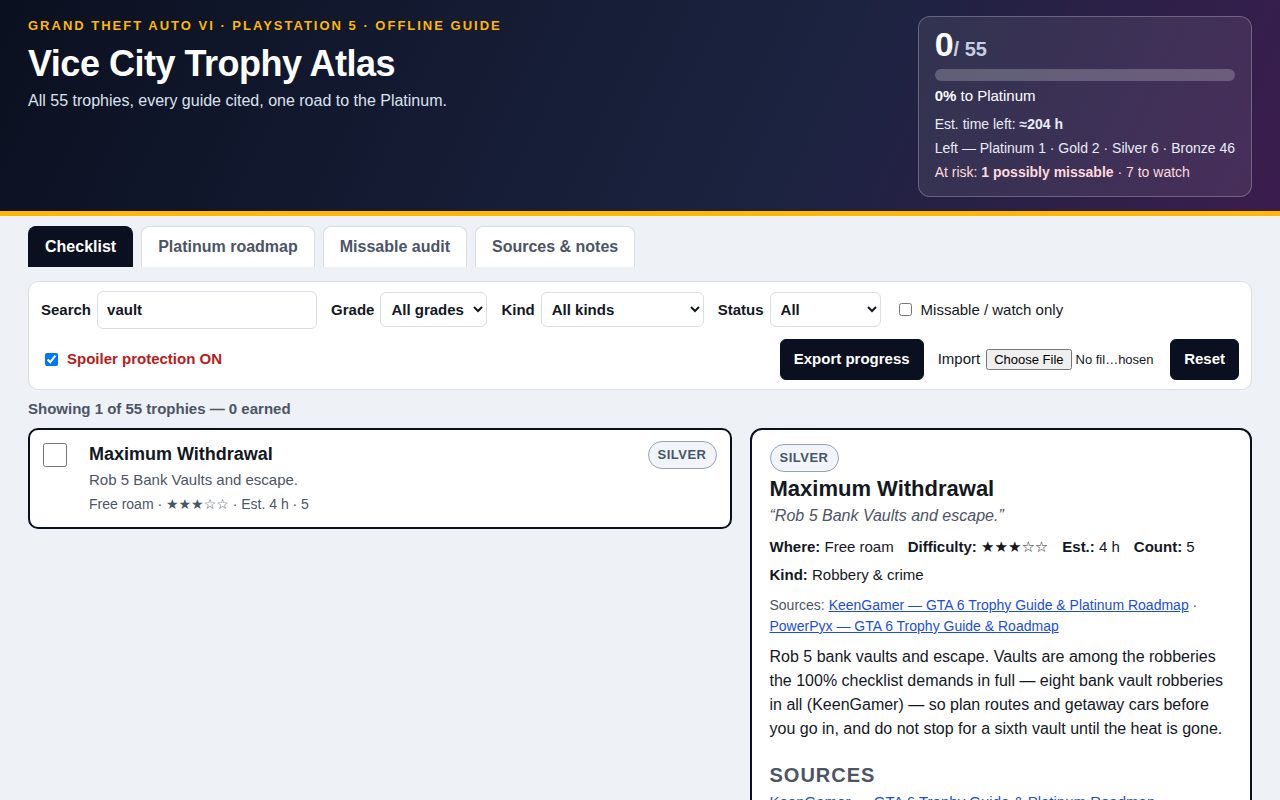 GRAND THEFT AUTO VI · PLAYSTATION 5 · OFFLINE GUIDE
Vice City Trophy Atlas
All 55 trophies, every guide cited, one road to the Platinum.
0/ 55
0% to Platinum
Est. time left: ≈204 h
Left — Platinum 1 · Gold 2 · Silver 6 · Bronze 46
At risk: 1 possibly missable · 7 to watch
Checklist
Platinum roadmap
Missable audit
Sources & notes
Search vault Grade All grades Kind All kinds Status All Missable / watch only
Spoiler protection ON Export progress Import Choose File No fil…hosen Reset
Showing 1 of 55 trophies — 0 earned
Maximum Withdrawal SILVER
Rob 5 Bank Vaults and escape.
Free roam · ★★★☆☆ · Est. 4 h · 5
SILVER
Maximum Withdrawal
“Rob 5 Bank Vaults and escape.”
Where: Free roam Difficulty: ★★★☆☆ Est.: 4 h Count: 5
Kind: Robbery & crime
Sources: KeenGamer — GTA 6 Trophy Guide & Platinum Roadmap ·
PowerPyx — GTA 6 Trophy Guide & Roadmap
Rob 5 bank vaults and escape. Vaults are among the robberies
the 100% checklist demands in full — eight bank vault robberies
in all (KeenGamer) — so plan routes and getaway cars before
you go in, and do not stop for a sixth vault until the heat is gone.
SOURCES
KeenGamer — GTA 6 Trophy Guide & Platinum Roadmap